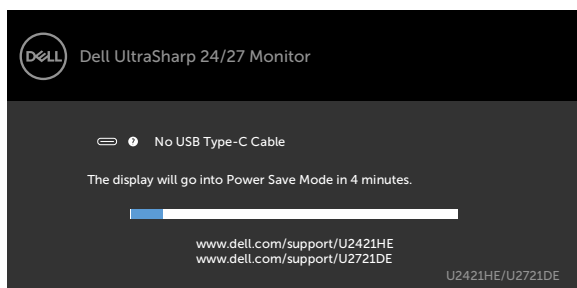 DELL
Dell UltraSharp 24/27 Monitor
? No USB Type-C Cable
The display will go into Power Save Mode in 4 minutes.
www.dell.com/support/U2421HE
www.dell.com/support/U2721DE
U2421HE/U2721DE